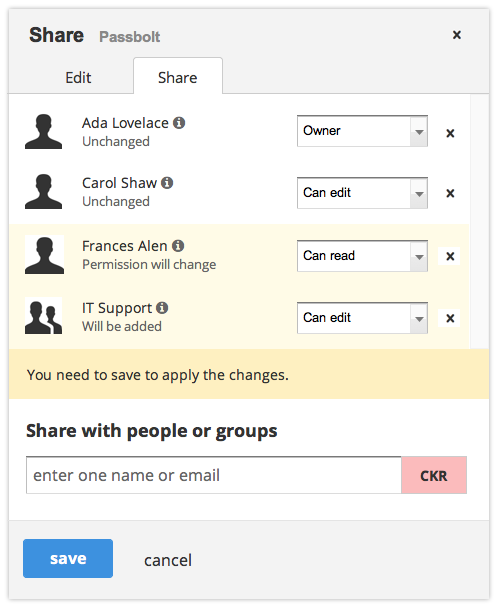 Share Passbolt
×
Edit Share
Ada Lovelace
Unchanged
Owner
×
Carol Shaw
Unchanged
Can edit
×
Frances Alen
Permission will change
Can read
×
IT Support
Will be added
Can edit
×
You need to save to apply the changes.
Share with people or groups
enter one name or email CKR
save cancel